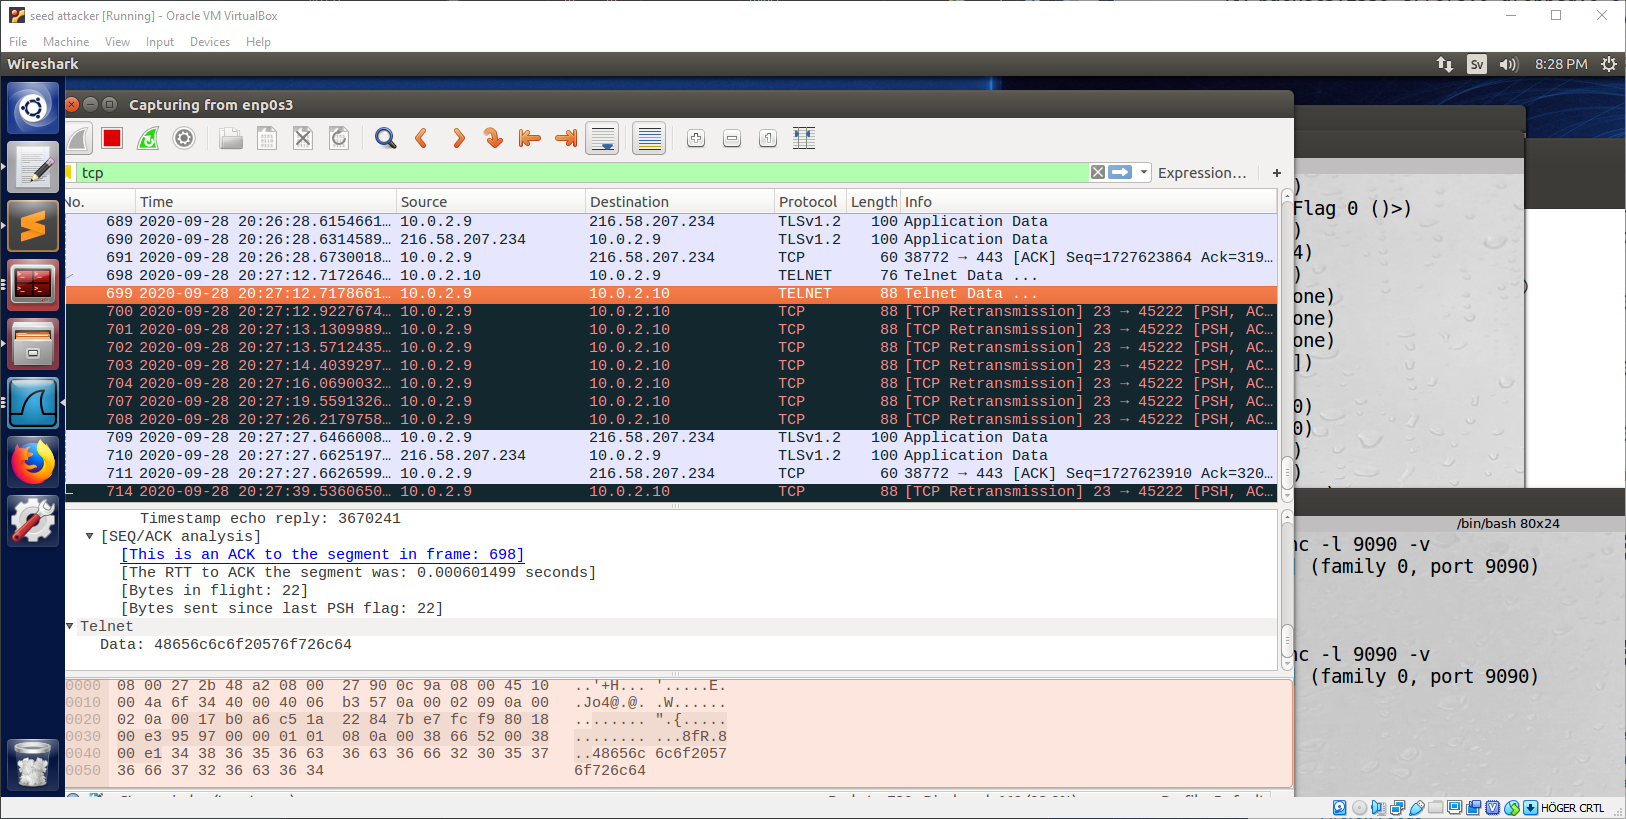 seed attacker [Running] - Oracle VM VirtualBox
File Machine View Input Devices Help
Wireshark
Sv
8:28 PM
Capturing from enp0s3
tcp
Expression...
+
No. Time Source Destination Protocol Length Info
689 2020-09-28 20:26:28.6154661... 10.0.2.9 216.58.207.234 TLSv1.2 100 Application Data
690 2020-09-28 20:26:28.6314589... 216.58.207.234 10.0.2.9 TLSv1.2 100 Application Data
691 2020-09-28 20:26:28.6730018... 10.0.2.9 216.58.207.234 TCP 60 38772 → 443 [ACK] Seq=1727623864 Ack=319...
698 2020-09-28 20:27:12.7172646... 10.0.2.10 10.0.2.9 TELNET 76 Telnet Data ...
699 2020-09-28 20:27:12.7178661... 10.0.2.9 10.0.2.10 TELNET 88 Telnet Data ...
700 2020-09-28 20:27:12.9227674... 10.0.2.9 10.0.2.10 TCP 88 [TCP Retransmission] 23 → 45222 [PSH, AC...
701 2020-09-28 20:27:13.1309989... 10.0.2.9 10.0.2.10 TCP 88 [TCP Retransmission] 23 → 45222 [PSH, AC...
702 2020-09-28 20:27:13.5712435... 10.0.2.9 10.0.2.10 TCP 88 [TCP Retransmission] 23 → 45222 [PSH, AC...
703 2020-09-28 20:27:14.4039297... 10.0.2.9 10.0.2.10 TCP 88 [TCP Retransmission] 23 → 45222 [PSH, AC...
704 2020-09-28 20:27:16.0690032... 10.0.2.9 10.0.2.10 TCP 88 [TCP Retransmission] 23 → 45222 [PSH, AC...
707 2020-09-28 20:27:19.5591326... 10.0.2.9 10.0.2.10 TCP 88 [TCP Retransmission] 23 → 45222 [PSH, AC...
708 2020-09-28 20:27:26.2179758... 10.0.2.9 10.0.2.10 TCP 88 [TCP Retransmission] 23 → 45222 [PSH, AC...
709 2020-09-28 20:27:27.6466008... 10.0.2.9 216.58.207.234 TLSv1.2 100 Application Data
710 2020-09-28 20:27:27.6625197... 216.58.207.234 10.0.2.9 TLSv1.2 100 Application Data
711 2020-09-28 20:27:27.6626599... 10.0.2.9 216.58.207.234 TCP 60 38772 → 443 [ACK] Seq=1727623910 Ack=320...
714 2020-09-28 20:27:39.5360650... 10.0.2.9 10.0.2.10 TCP 88 [TCP Retransmission] 23 → 45222 [PSH, AC...
Timestamp echo reply: 3670241
[SEQ/ACK analysis]
[This is an ACK to the segment in frame: 698]
[The RTT to ACK the segment was: 0.000601499 seconds]
[Bytes in flight: 22]
[Bytes sent since last PSH flag: 22]
Telnet
Data: 48656c6c6f20576f726c64
0000 08 00 27 2b 48 a2 08 00 27 90 0c 9a 08 00 45 10 ..'+H... '.....E.
0010 00 4a 6f 34 40 00 40 06 b3 57 0a 00 02 09 0a 00 .Jo4@.@. .W......
0020 02 0a 00 17 b0 a6 c5 1a 22 84 7b e7 fc f9 80 18 ........ ".{.....
0030 00 e3 95 97 00 00 01 01 08 0a 00 38 66 52 00 38 ........ ...8fR.8
0040 00 e1 34 38 36 35 36 63 36 63 36 66 32 30 35 37 ..48656c 6c6f2057
0050 36 66 37 32 36 63 36 34 6f726c64
)
Flag 0 ()>)
)
4)
)
one)
one)
one)
])
0)
0)
)
)
/bin/bash 80x24
nc -l 9090 -v
(family 0, port 9090)
nc -l 9090 -v
(family 0, port 9090)
HÖGER CRTL